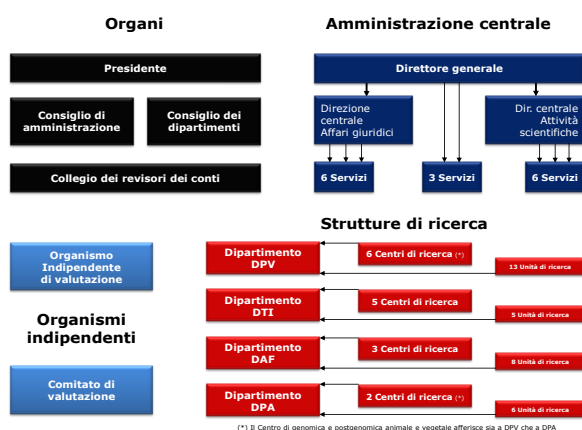 Organi
Presidente
Consiglio di
amministrazione
Consiglio dei
dipartimenti
Collegio dei revisori dei conti
Amministrazione centrale
Direttore generale
Direzione
centrale
Affari giuridici
Dir. centrale
Attività
scientifiche
6 Servizi
3 Servizi
6 Servizi
Organismo
Indipendente
di valutazione
Organismi
indipendenti
Comitato di
valutazione
Strutture di ricerca
Dipartimento
DPV
6 Centri di ricerca (*)
13 Unità di ricerca
Dipartimento
DTI
5 Centri di ricerca
5 Unità di ricerca
Dipartimento
DAF
3 Centri di ricerca
8 Unità di ricerca
Dipartimento
DPA
2 Centri di ricerca (*)
6 Unità di ricerca
(*) Il Centro di genomica e postgenomica animale e vegetale afferisce sia a DPV che a DPA